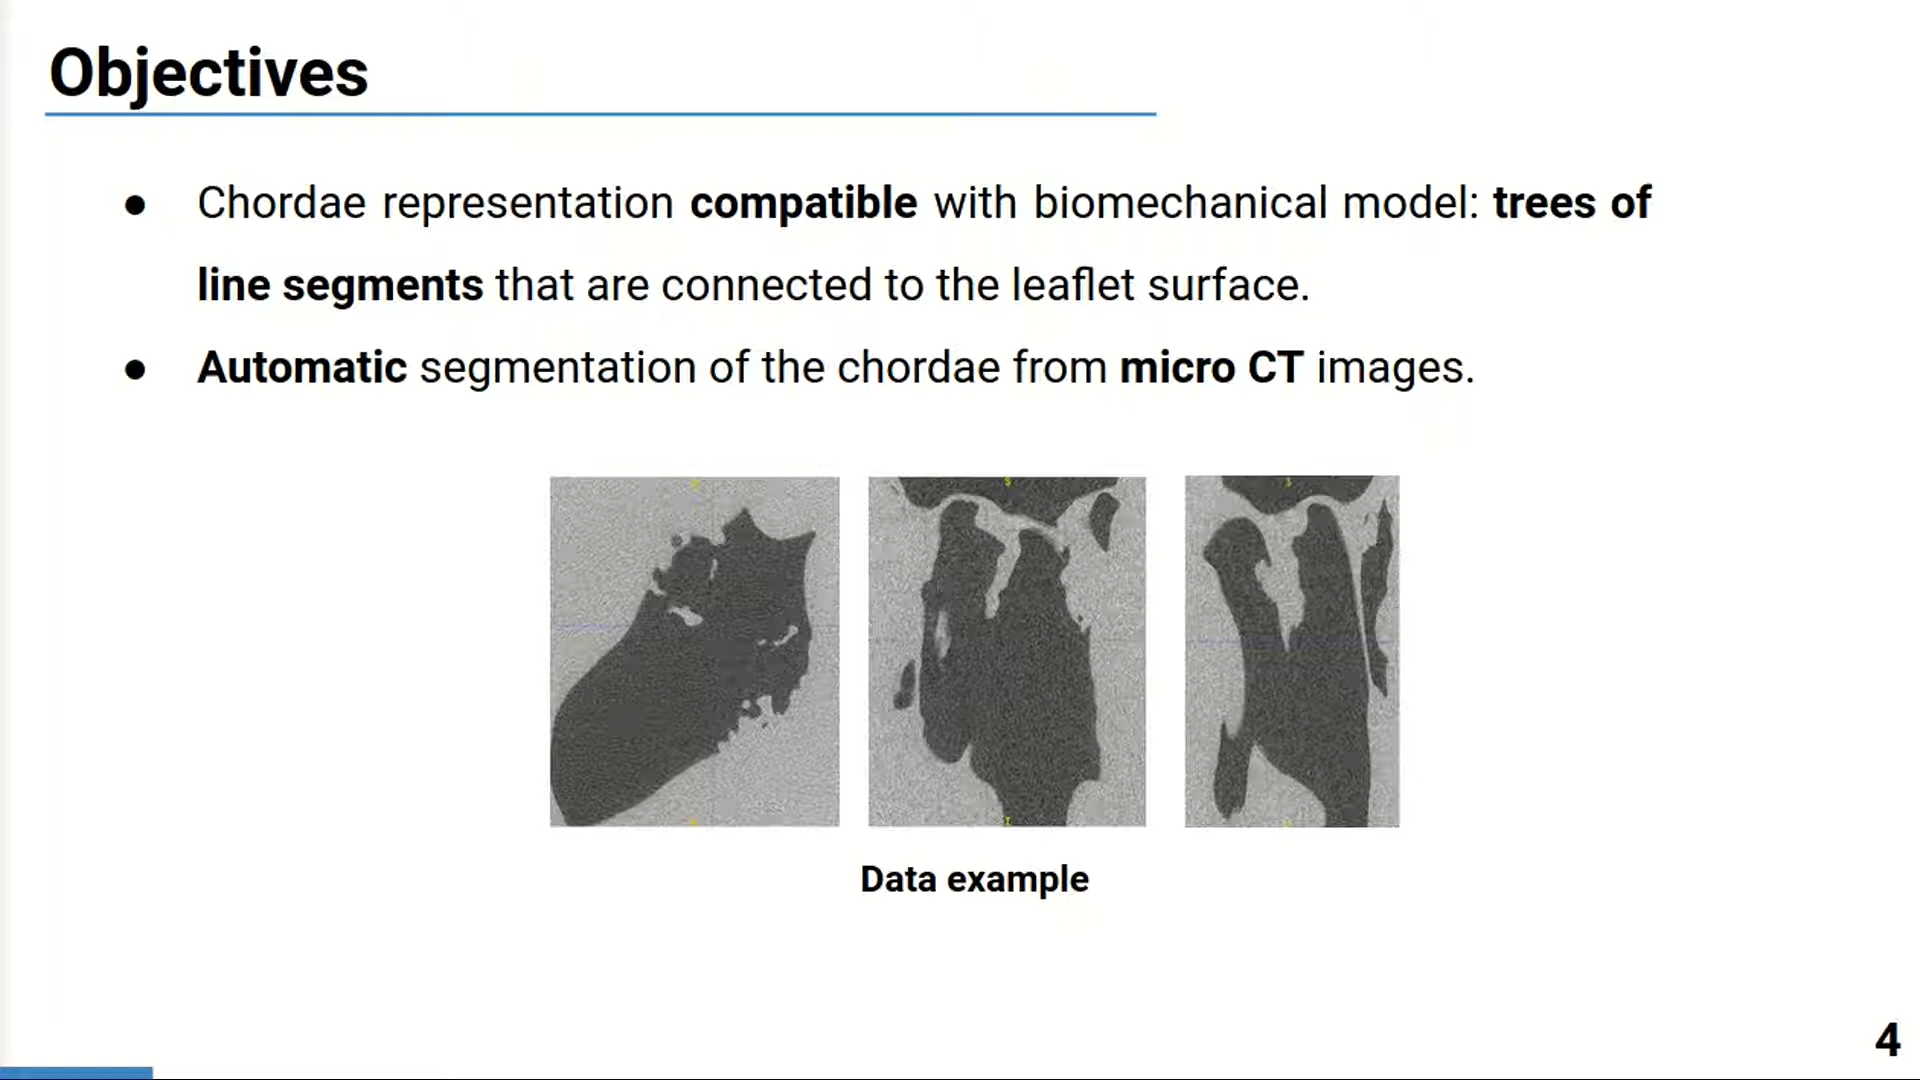 Objectives
● Chordae representation compatible with biomechanical model: trees of
line segments that are connected to the leaflet surface.
● Automatic segmentation of the chordae from micro CT images.
S
I
Data example
4